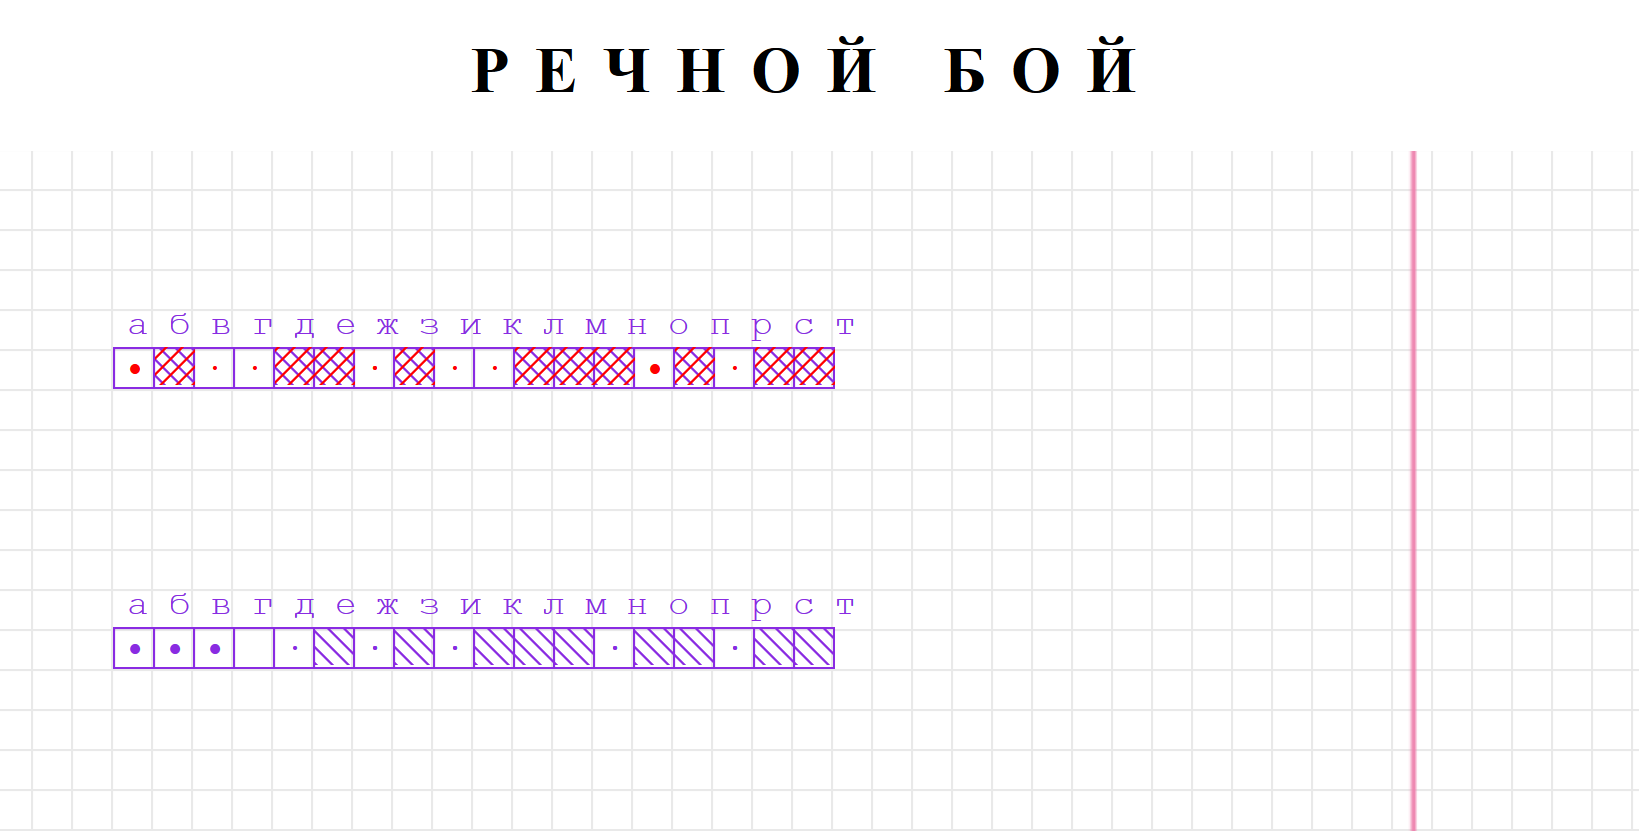 РЕЧНОЙ БОЙ
а б в г д е ж з и к л м н о п р с т
а б в г д е ж з и к л м н о п р с т